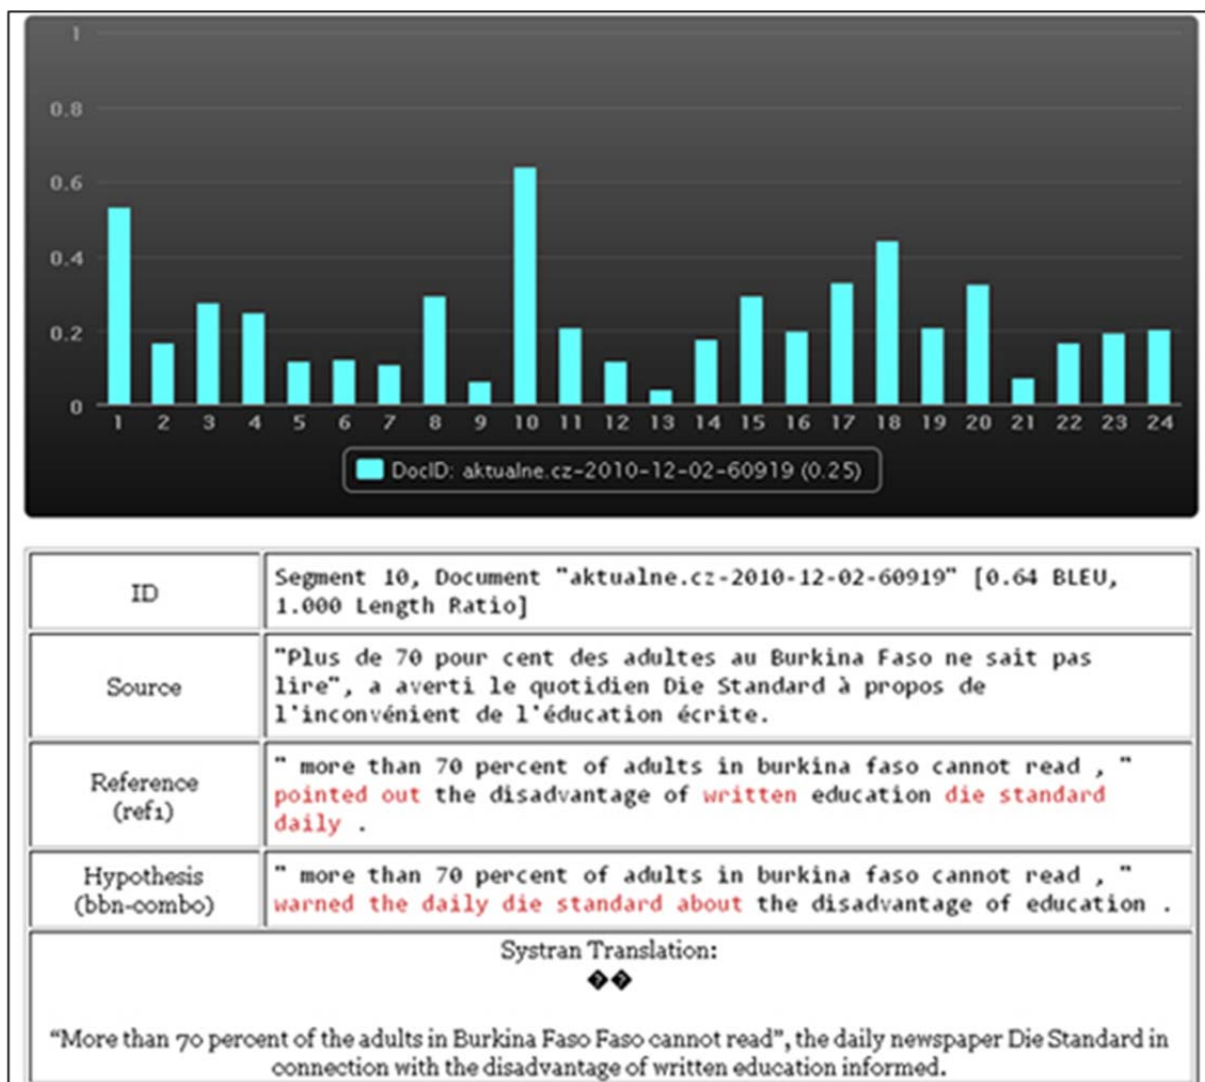 1
0.8
0.6
0.4
0.2
0
1 2 3 4 5 6 7 8 9 10 11 12 13 14 15 16 17 18 19 20 21 22 23 24
DocID: aktualne.cz-2010-12-02-60919 (0.25)
ID
Segment 10, Document "aktualne.cz-2010-12-02-60919" [0.64 BLEU,
1.000 Length Ratio]
Source
"Plus de 70 pour cent des adultes au Burkina Faso ne sait pas
lire", a averti le quotidien Die Standard à propos de
l'inconvénient de l'éducation écrite.
Reference
(ref1)
" more than 70 percent of adults in burkina faso cannot read , "
pointed out the disadvantage of written education die standard
daily .
Hypothesis
(bbn-combo)
" more than 70 percent of adults in burkina faso cannot read , "
warned the daily die standard about the disadvantage of education .
Systran Translation:
��
“More than 70 percent of the adults in Burkina Faso Faso cannot read”, the daily newspaper Die Standard in
connection with the disadvantage of written education informed.